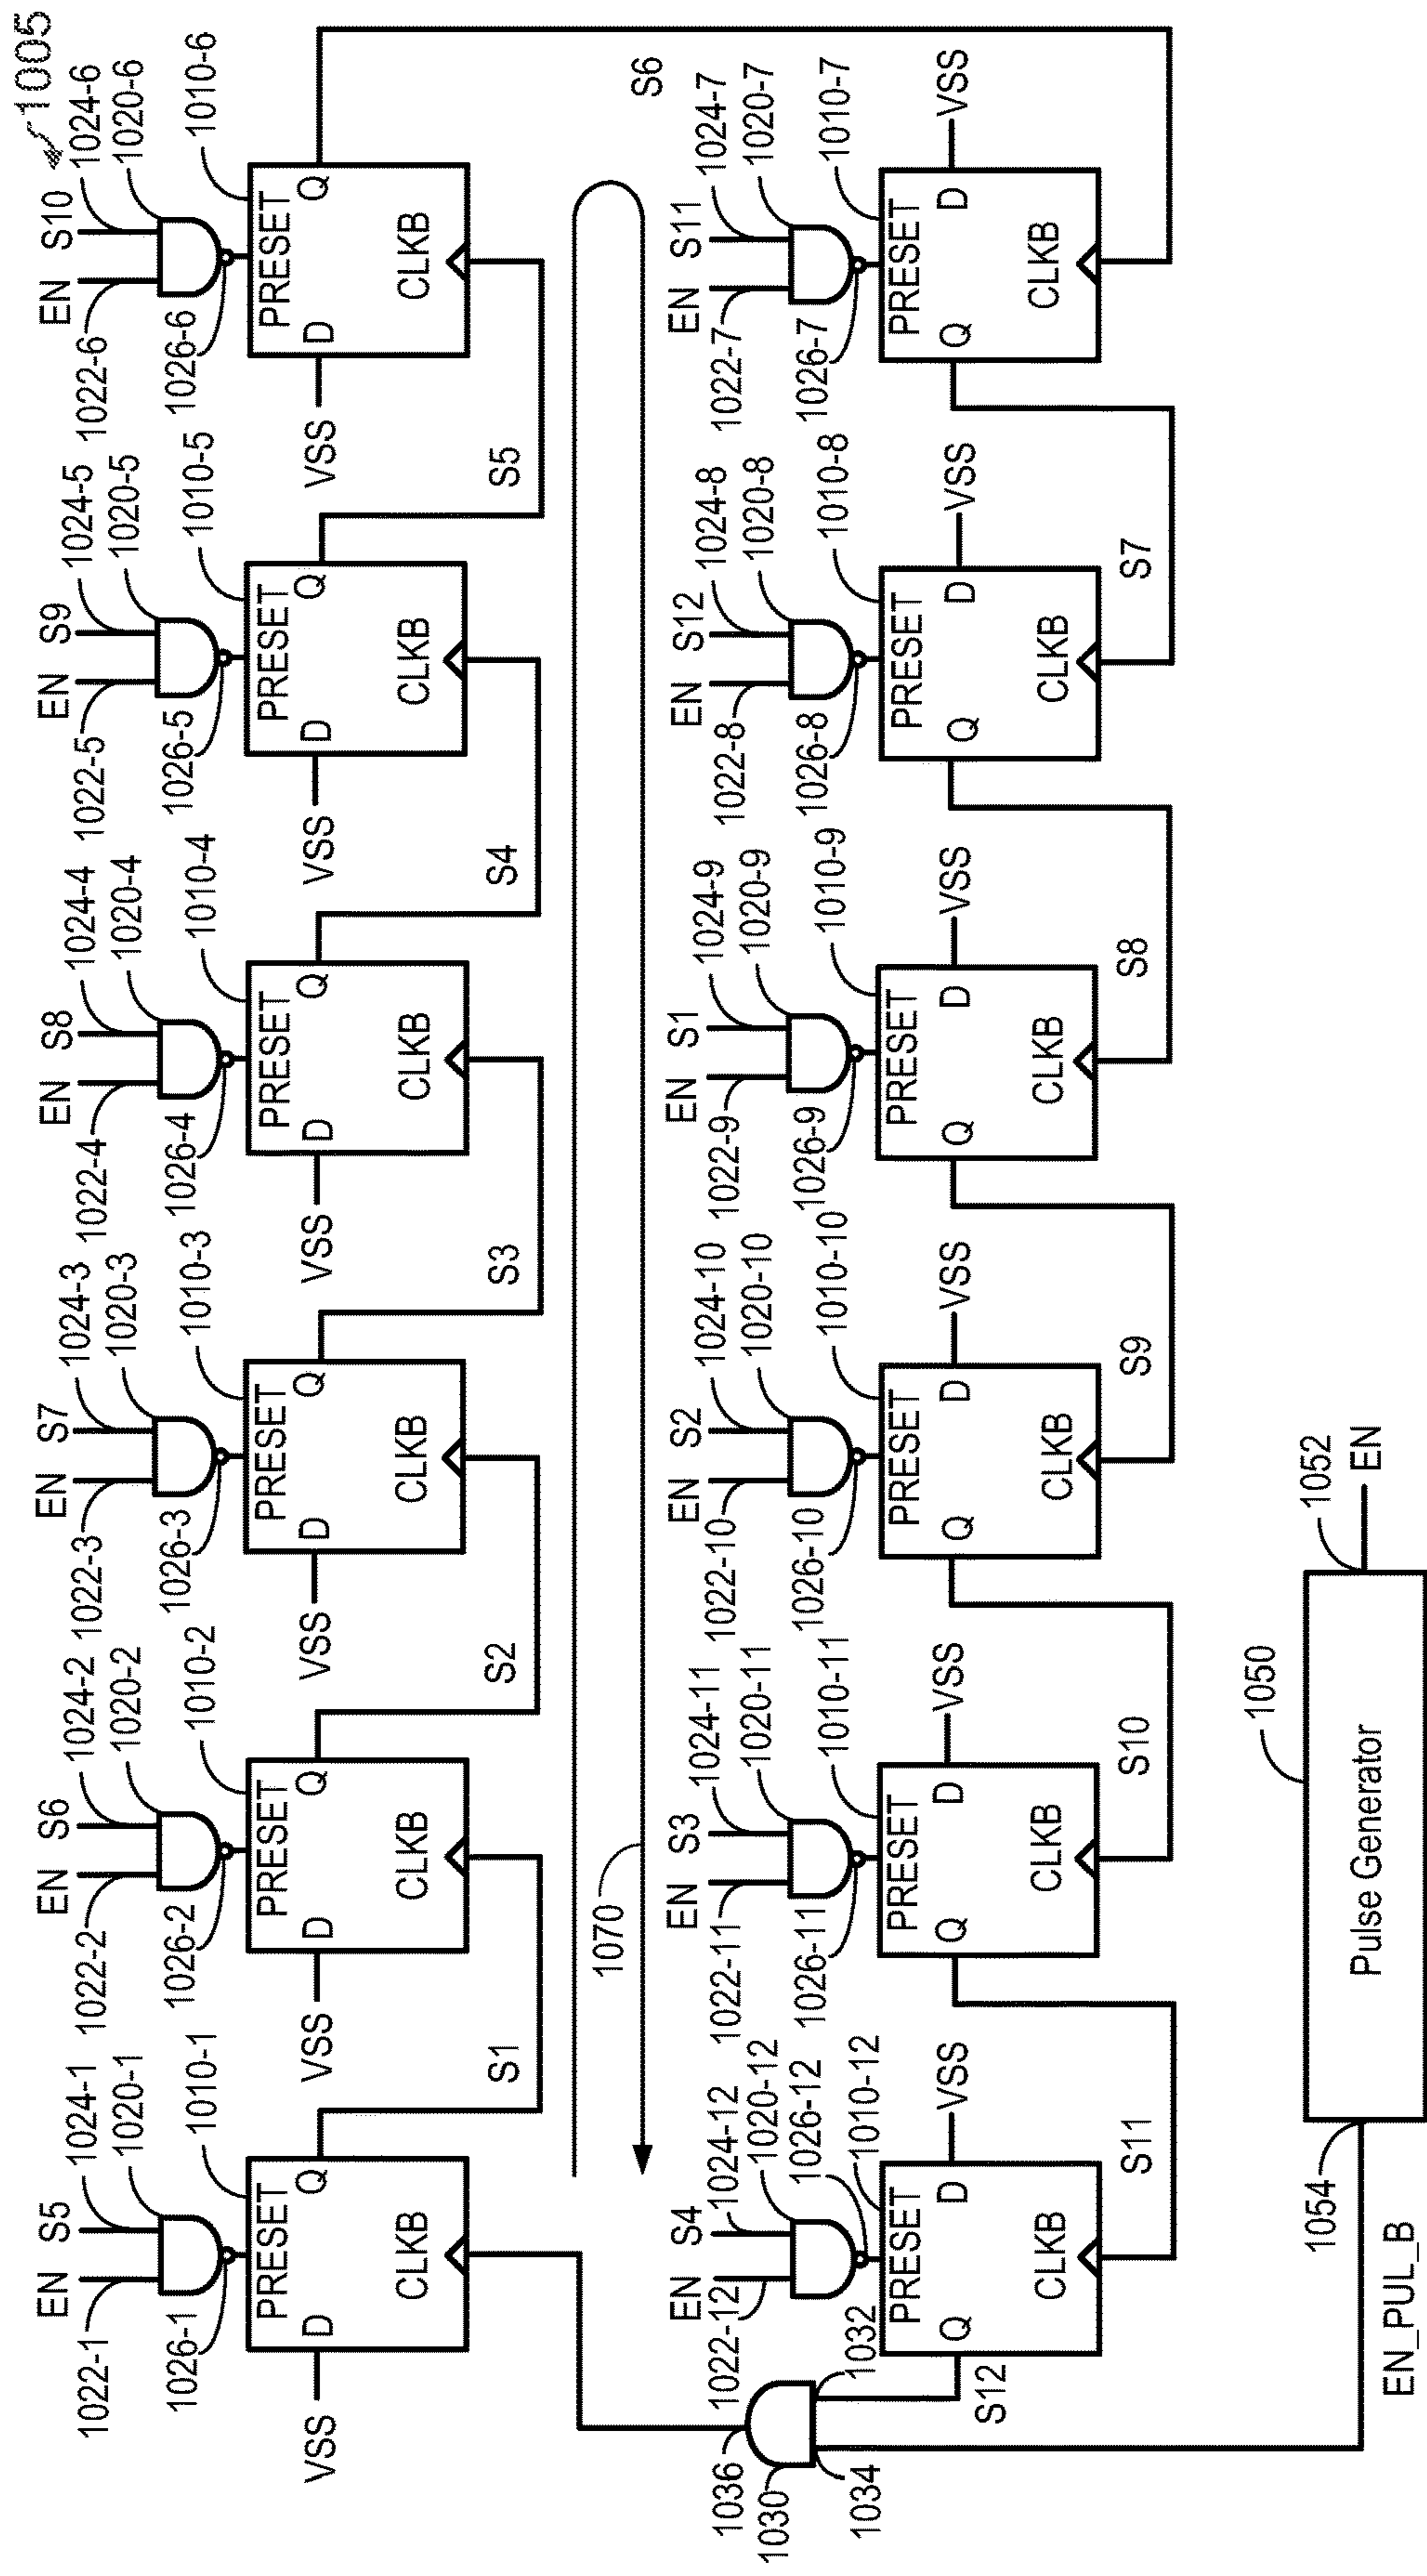 1005
EN S5 1024-1
1020-1
1022-1
1026-1
1010-1
PRESET
D Q
CLKB
VSS
S1
EN S6 1024-2
1020-2
1022-2
1026-2
1010-2
PRESET
D Q
CLKB
VSS
S2
EN S7 1024-3
1020-3
1022-3
1026-3
1010-3
PRESET
D Q
CLKB
VSS
S3
EN S8 1024-4
1020-4
1022-4
1026-4
1010-4
PRESET
D Q
CLKB
VSS
S4
EN S9 1024-5
1020-5
1022-5
1026-5
1010-5
PRESET
D Q
CLKB
VSS
S5
EN S10 1024-6
1020-6
1022-6
1026-6
1010-6
PRESET
D Q
CLKB
VSS
S6
1070
EN S4 1024-12
1020-12
1026-12
1022-12
1010-12
PRESET
Q D
CLKB
VSS
S11
EN S3 1024-11
1020-11
1022-11
1026-11
1010-11
PRESET
Q D
CLKB
VSS
S10
EN S2 1024-10
1020-10
1022-10
1026-10
1010-10
PRESET
Q D
CLKB
VSS
S9
EN S1 1024-9
1020-9
1022-9
1026-9
1010-9
PRESET
Q D
CLKB
VSS
S8
EN S12 1024-8
1020-8
1022-8
1026-8
1010-8
PRESET
Q D
CLKB
VSS
S7
EN S11 1024-7
1020-7
1022-7
1026-7
1010-7
PRESET
Q D
CLKB
VSS
1036
1030
1034
1032
S12
EN_PUL_B
1054
Pulse Generator
1050
1052
EN